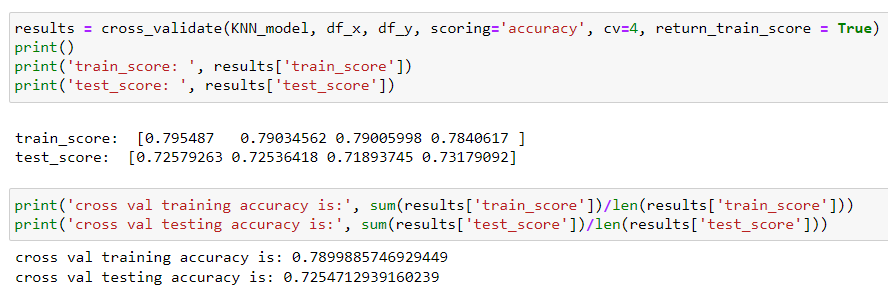 results = cross_validate(KNN_model, df_x, df_y, scoring='accuracy', cv=4, return_train_score = True)
print()
print('train_score: ', results['train_score'])
print('test_score: ', results['test_score'])
train_score:  [0.795487   0.79034562 0.79005998 0.7840617 ]
test_score:  [0.72579263 0.72536418 0.71893745 0.73179092]
print('cross val training accuracy is:', sum(results['train_score'])/len(results['train_score']))
print('cross val testing accuracy is:', sum(results['test_score'])/len(results['test_score']))
cross val training accuracy is: 0.7899885746929449
cross val testing accuracy is: 0.7254712939160239